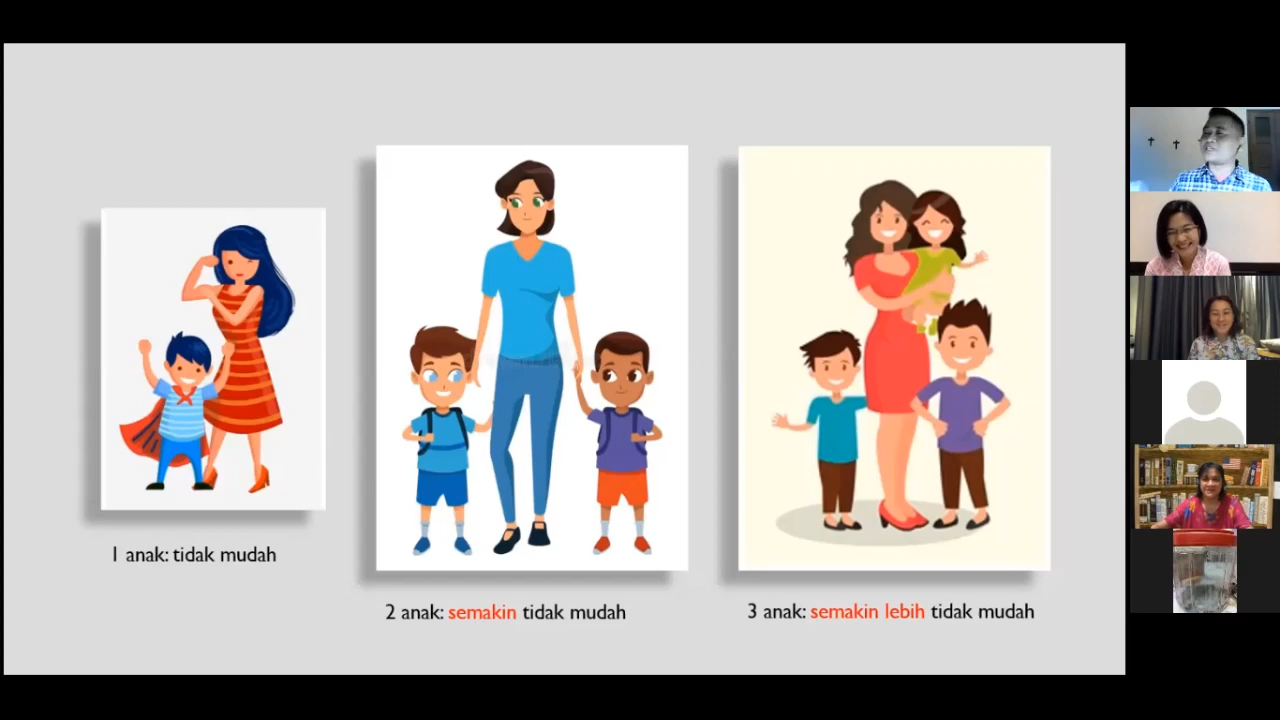 1 anak: tidak mudah
2 anak: semakin tidak mudah
3 anak: semakin lebih tidak mudah